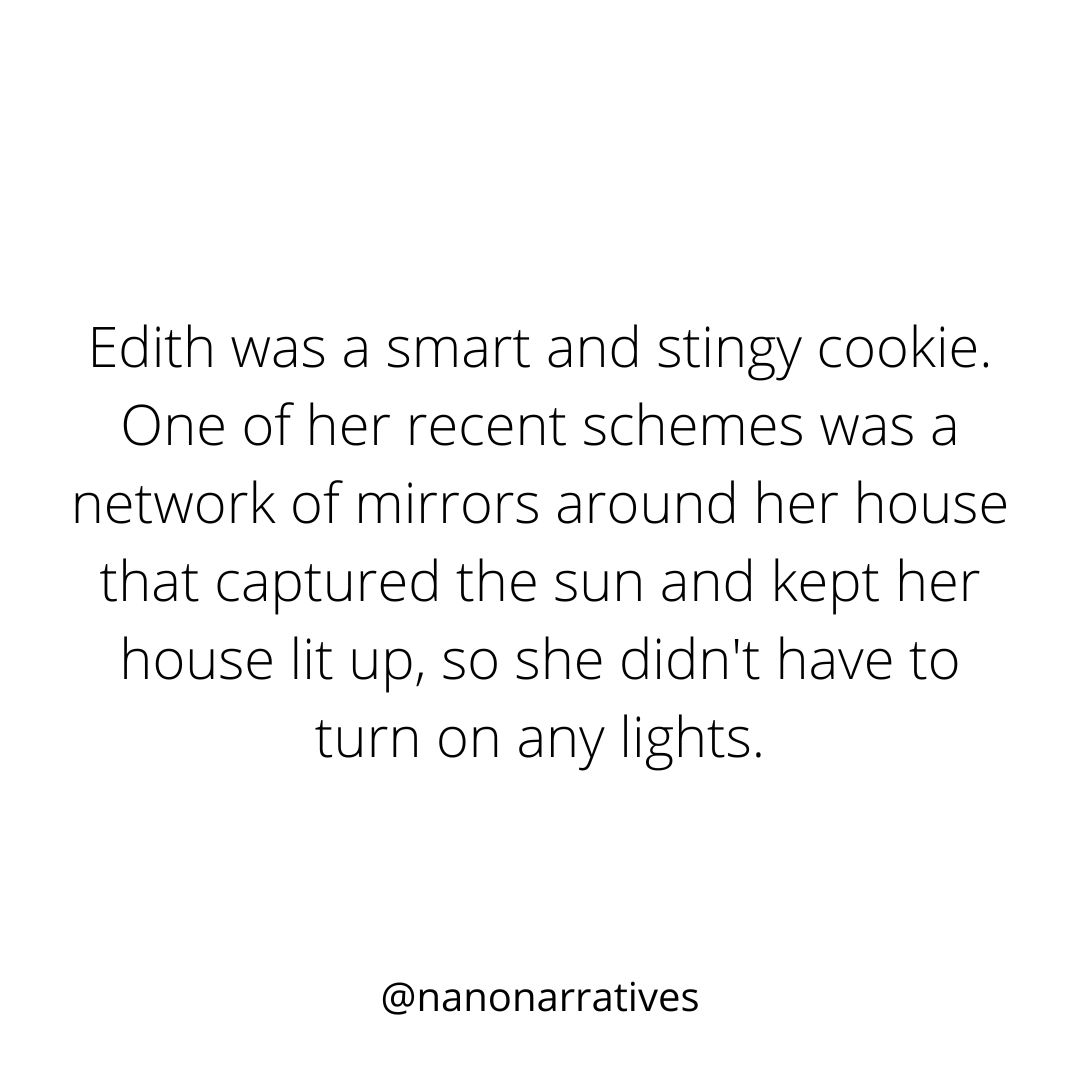 Edith was a smart and stingy cookie.
One of her recent schemes was a
network of mirrors around her house
that captured the sun and kept her
house lit up, so she didn't have to
turn on any lights.
@nanonarratives